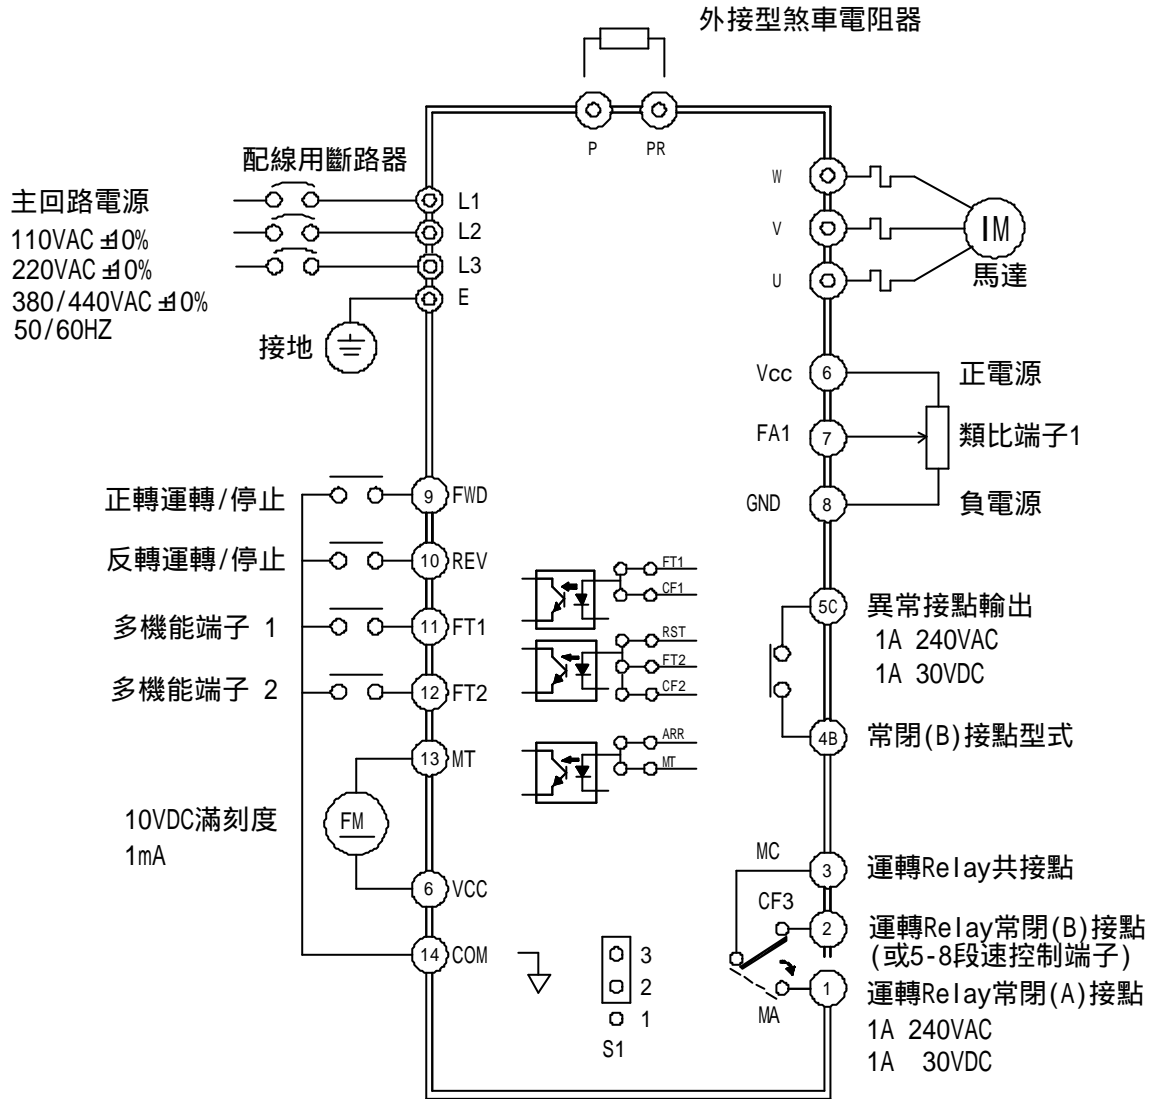 外接型煞車電阻器
P
PR
配線用斷路器
主回路電源
110VAC ±10%
220VAC ±10%
380/440VAC ±10%
50/60HZ
L1
L2
L3
E
接地
W
V
U
IM
馬達
Vcc
6
正電源
FA1
7
類比端子1
GND
8
負電源
正轉運轉/停止
9
FWD
反轉運轉/停止
10
REV
多機能端子 1
11
FT1
多機能端子 2
12
FT2
13
MT
10VDC滿刻度
1mA
FM
6
VCC
14
COM
FT1
CF1
RST
FT2
CF2
ARR
MT
5C
異常接點輸出
1A 240VAC
1A 30VDC
4B
常閉(B)接點型式
MC
3
運轉Relay共接點
CF3
2
運轉Relay常閉(B)接點
(或5-8段速控制端子)
1
運轉Relay常閉(A)接點
MA
1A 240VAC
1A 30VDC
3
2
1
S1